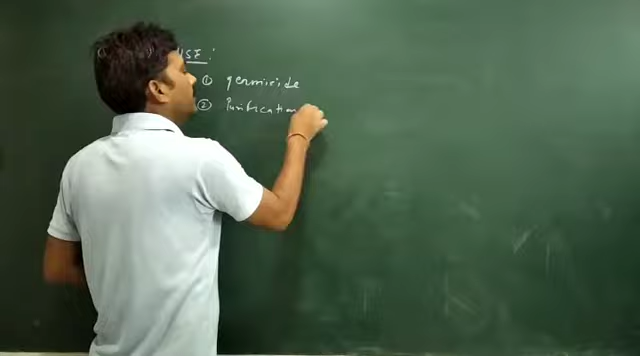 USE:
① germicide
② Purification